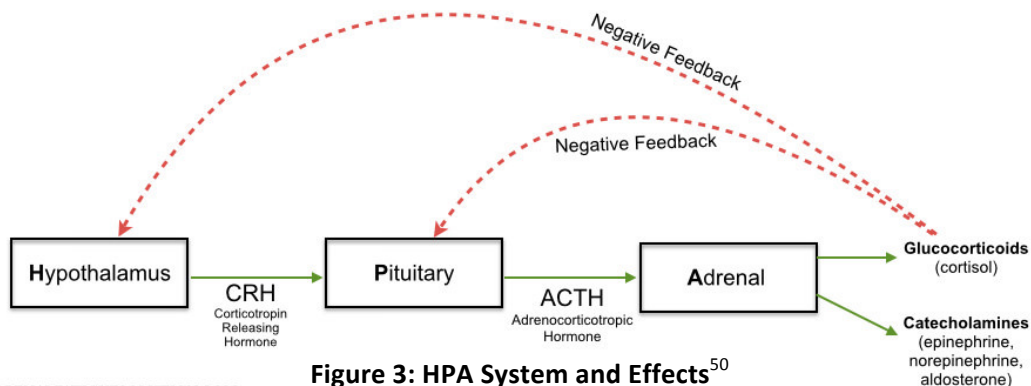 Negative Feedback
Negative Feedback
Hypothalamus
CRH
Corticotropin
Releasing
Hormone
Pituitary
ACTH
Adrenocorticotropic
Hormone
Adrenal
Glucocorticoids
(cortisol)
Catecholamines
(epinephrine,
norepinephrine,
aldosterone)
Figure 3: HPA System and Effects50